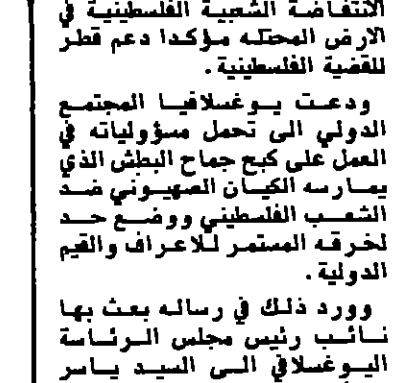 الانتفاضة الشعبية الفلسطينية في
الارض المحتله مؤكدا دعم قطر
للقضية الفلسطينية .
ودعت يوغسلافيا المجتمع
الدولي الى تحمل مسؤولياته في
العمل على كبح جماح البطش الذي
يمارسه الكيان الصهيوني ضد
الشعب الفلسطيني ووضع حد
لخرقه المستمر للاعراف والقيم
الدولية .
وورد ذلك في رساله بعث بها
نائب رئيس مجلس الرئاسة
اليوغسلافي الى السيد ياسر